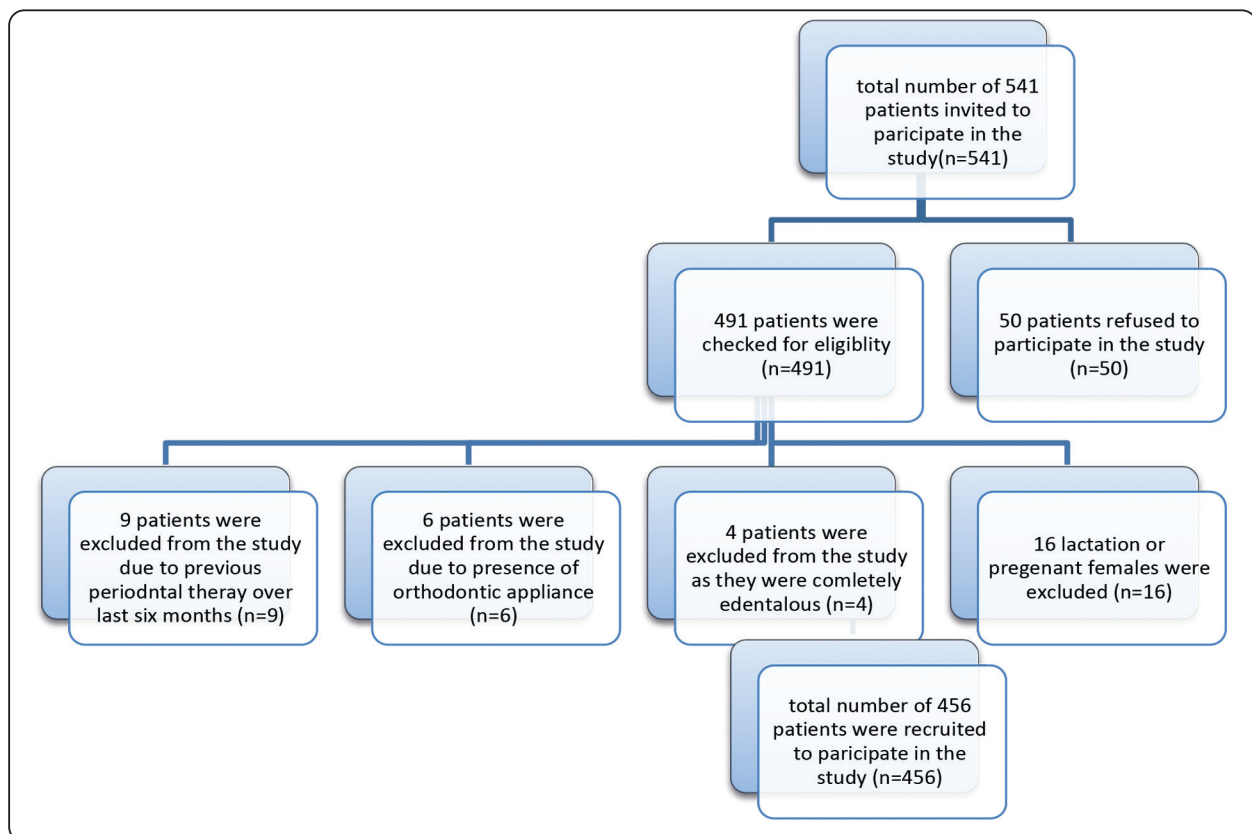 total number of 541
patients invited to
paricipate in the
study(n=541)
491 patients were
checked for eligiblity
(n=491)
50 patients refused to
participate in the study
(n=50)
9 patients were
excluded from the study
due to previous
periodntal theray over
last six months (n=9)
6 patients were
excluded from the study
due to presence of
orthodontic appliance
(n=6)
4 patients were
excluded from the study
as they were comletely
edentalous (n=4)
16 lactation or
pregenant females were
excluded (n=16)
total number of 456
patients were recruited
to paricipate in the
study (n=456)